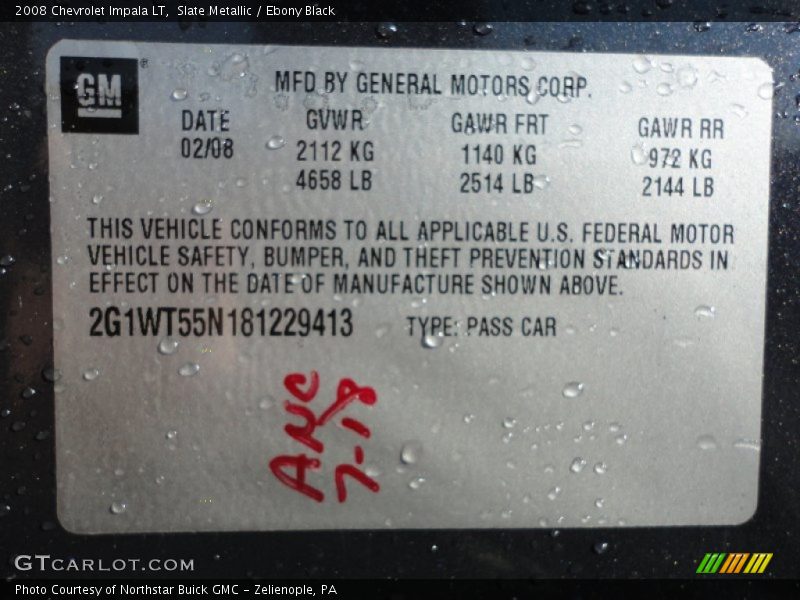 2008 Chevrolet Impala LT,  Slate Metallic / Ebony Black
GM ®
MFD BY GENERAL MOTORS CORP.
DATE GVWR GAWR FRT GAWR RR
02/08 2112 KG 1140 KG 972 KG
4658 LB 2514 LB 2144 LB
THIS VEHICLE CONFORMS TO ALL APPLICABLE U.S. FEDERAL MOTOR
VEHICLE SAFETY, BUMPER, AND THEFT PREVENTION STANDARDS IN
EFFECT ON THE DATE OF MANUFACTURE SHOWN ABOVE.
2G1WT55N181229413 TYPE: PASS CAR
7-18
GTCARLOT.COM
Photo Courtesy of Northstar Buick GMC – Zelienople, PA